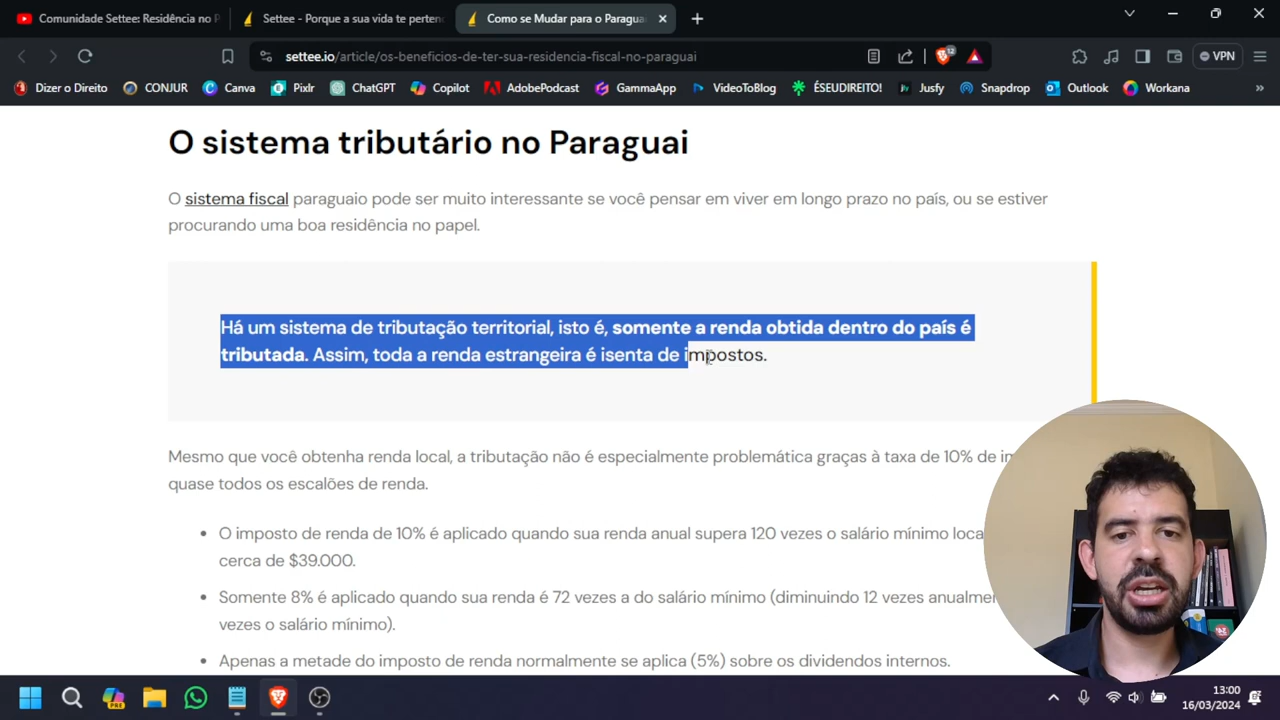 Comunidade Settee: Residência no P
Settee - Porque a sua vida te perten
Como se Mudar para o Paragua
settee.io/article/os-beneficios-de-ter-sua-residencia-fiscal-no-paraguai
12
VPN
Dizer o Direito
CONJUR
Canva
Pixlr
ChatGPT
Copilot
AdobePodcast
GammaApp
VideoToBlog
ÉSEUDIREITO!
Jusfy
Snapdrop
Outlook
Workana
O sistema tributário no Paraguai
O sistema fiscal paraguaio pode ser muito interessante se você pensar em viver em longo prazo no país, ou se estiver
procurando uma boa residência no papel.
Há um sistema de tributação territorial, isto é, somente a renda obtida dentro do país é
tributada. Assim, toda a renda estrangeira é isenta de impostos.
Mesmo que você obtenha renda local, a tributação não é especialmente problemática graças à taxa de 10% de im
quase todos os escalões de renda.
• O imposto de renda de 10% é aplicado quando sua renda anual supera 120 vezes o salário mínimo loca
cerca de $39.000.
• Somente 8% é aplicado quando sua renda é 72 vezes a do salário mínimo (diminuindo 12 vezes anualmen
vezes o salário mínimo).
• Apenas a metade do imposto de renda normalmente se aplica (5%) sobre os dividendos internos.
PRE
13:00
16/03/2024